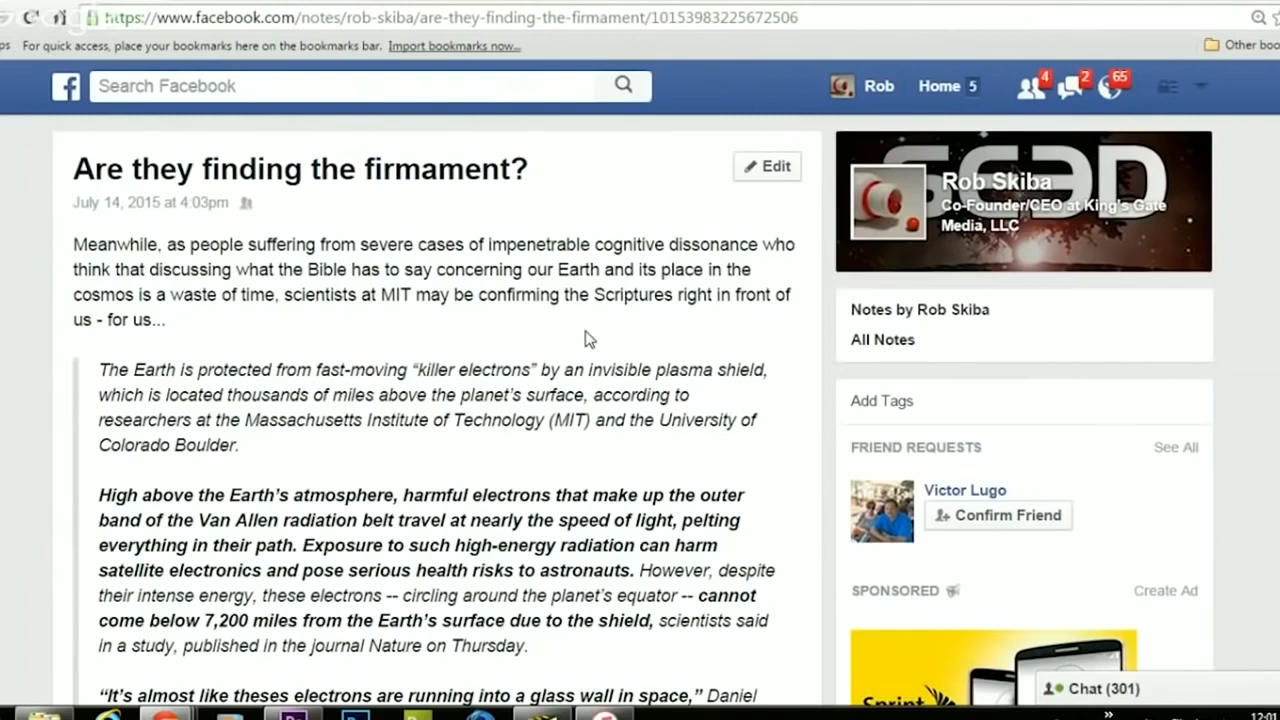 https://www.facebook.com/notes/rob-skiba/are-they-finding-the-firmament/10153983225672506
For quick access, place your bookmarks here on the bookmarks bar. Import bookmarks now...
Other boo
Search Facebook
Rob
Home 5
4
2
65
Are they finding the firmament?
Edit
July 14, 2015 at 4:03pm
Meanwhile, as people suffering from severe cases of impenetrable cognitive dissonance who
think that discussing what the Bible has to say concerning our Earth and its place in the
cosmos is a waste of time, scientists at MIT may be confirming the Scriptures right in front of
us - for us...
The Earth is protected from fast-moving “killer electrons” by an invisible plasma shield,
which is located thousands of miles above the planet's surface, according to
researchers at the Massachusetts Institute of Technology (MIT) and the University of
Colorado Boulder.
High above the Earth's atmosphere, harmful electrons that make up the outer
band of the Van Allen radiation belt travel at nearly the speed of light, pelting
everything in their path. Exposure to such high-energy radiation can harm
satellite electronics and pose serious health risks to astronauts. However, despite
their intense energy, these electrons -- circling around the planet's equator -- cannot
come below 7,200 miles from the Earth's surface due to the shield, scientists said
in a study, published in the journal Nature on Thursday.
“It's almost like theses electrons are running into a glass wall in space,” Daniel
Rob Skiba
Co-Founder/CEO at King's Gate
Media, LLC
Notes by Rob Skiba
All Notes
Add Tags
FRIEND REQUESTS
See All
Victor Lugo
Confirm Friend
SPONSORED
Create Ad
Sprint
Chat (301)